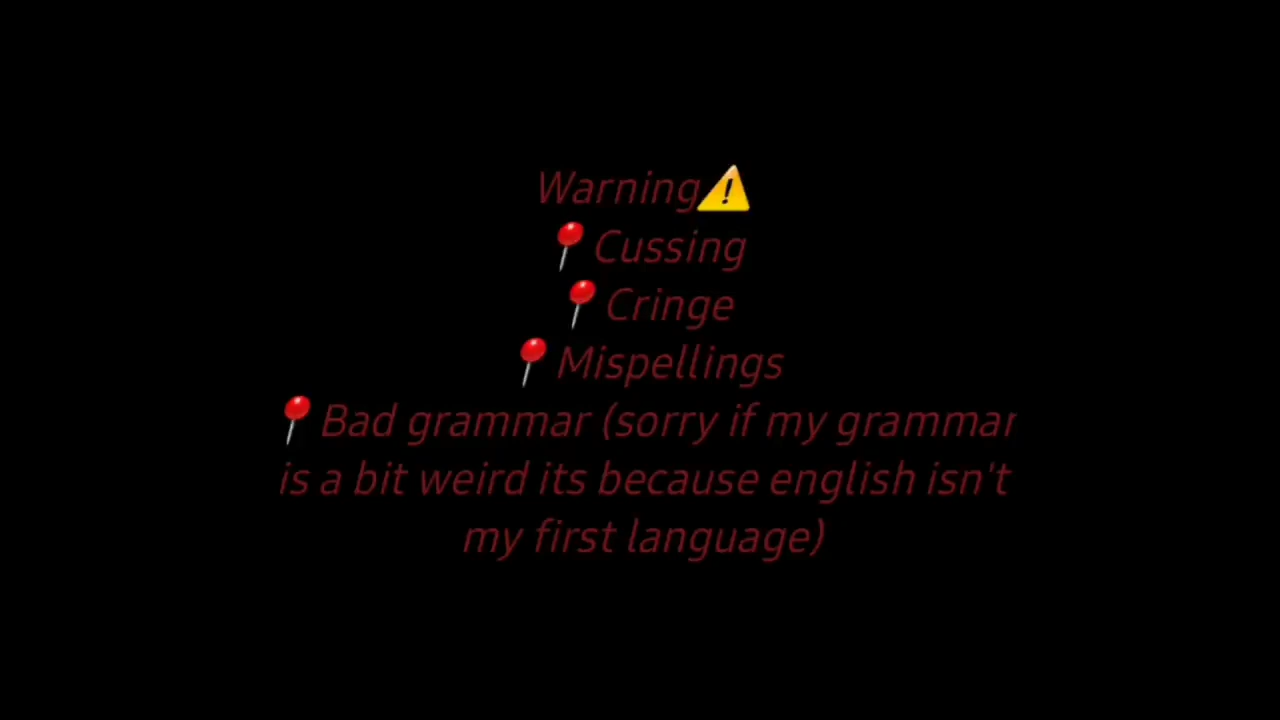 Warning⚠️
📍Cussing
📍Cringe
📍Mispellings
📍Bad grammar (sorry if my grammar
is a bit weird its because english isn't
my first language)